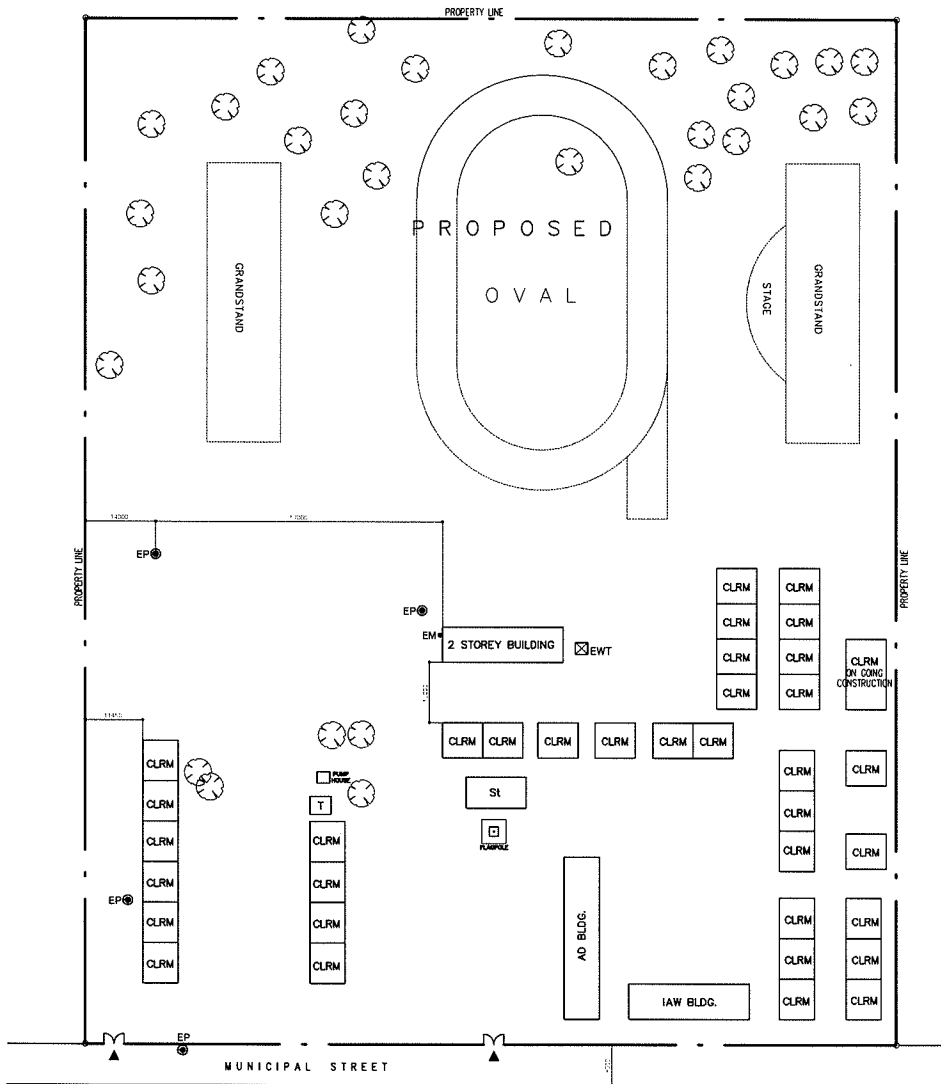 PROPERTY LINE
PROPOSED
OVAL
GRANDSTAND
STAGE
GRANDSTAND
14000
PROPERTY LINE
PROPERTY LINE
EP
EP
EM
2 STOREY BUILDING
EWT
CLRM
CLRM
CLRM
CLRM
CLRM
CLRM
CLRM
CLRM
CLRM
ON GOING
CONSTRUCTION
11450
CLRM
CLRM
CLRM
CLRM
CLRM
CLRM
CLRM
CLRM
CLRM
CLRM
CLRM
CLRM
PUMP
HOUSE
T
St
FLAGPOLE
CLRM
CLRM
CLRM
CLRM
CLRM
CLRM
CLRM
CLRM
EP
AD BLDG.
IAW BLDG.
CLRM
CLRM
CLRM
CLRM
CLRM
CLRM
CLRM
EP
MUNICIPAL STREET